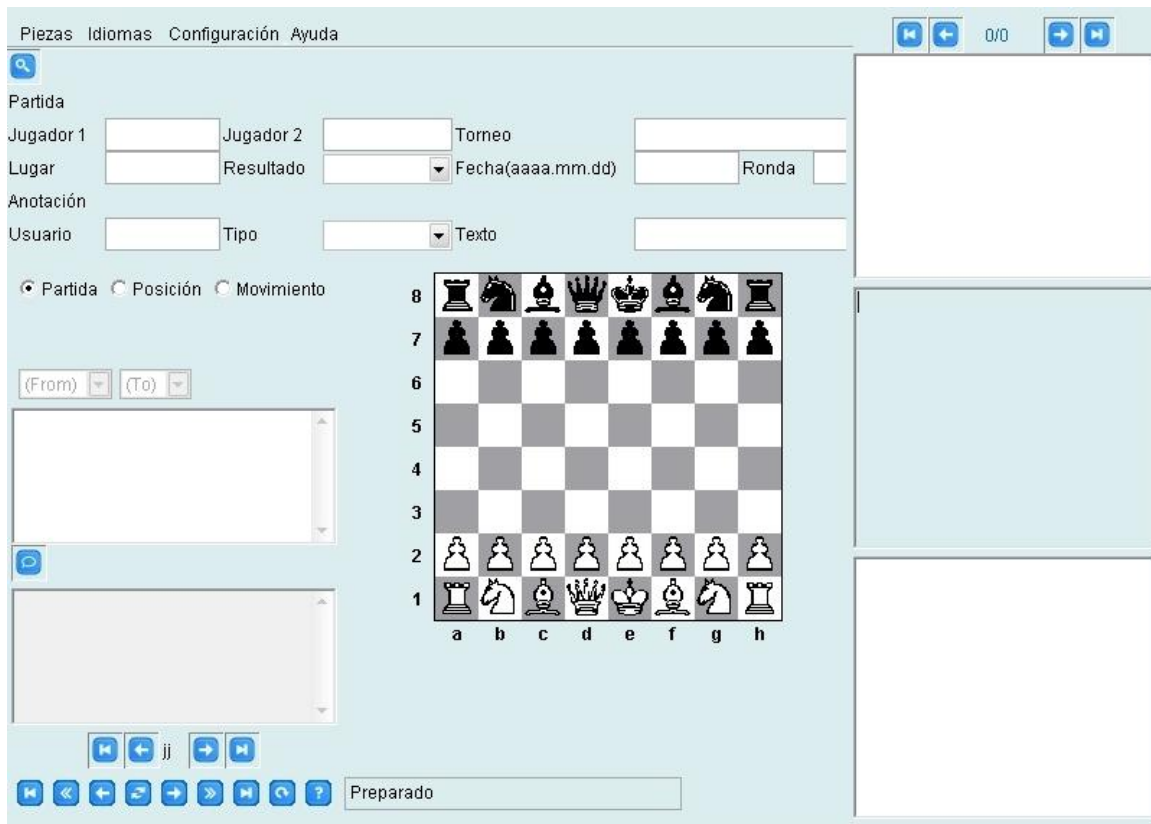 Piezas Idiomas Configuración Ayuda
0/0
Partida
Jugador 1 Jugador 2 Torneo
Lugar Resultado Fecha(aaaa.mm.dd) Ronda
Anotación
Usuario Tipo Texto
Partida Posición Movimiento
(From) (To)
8
7
6
5
4
3
2
1
a b c d e f g h
jj
? Preparado